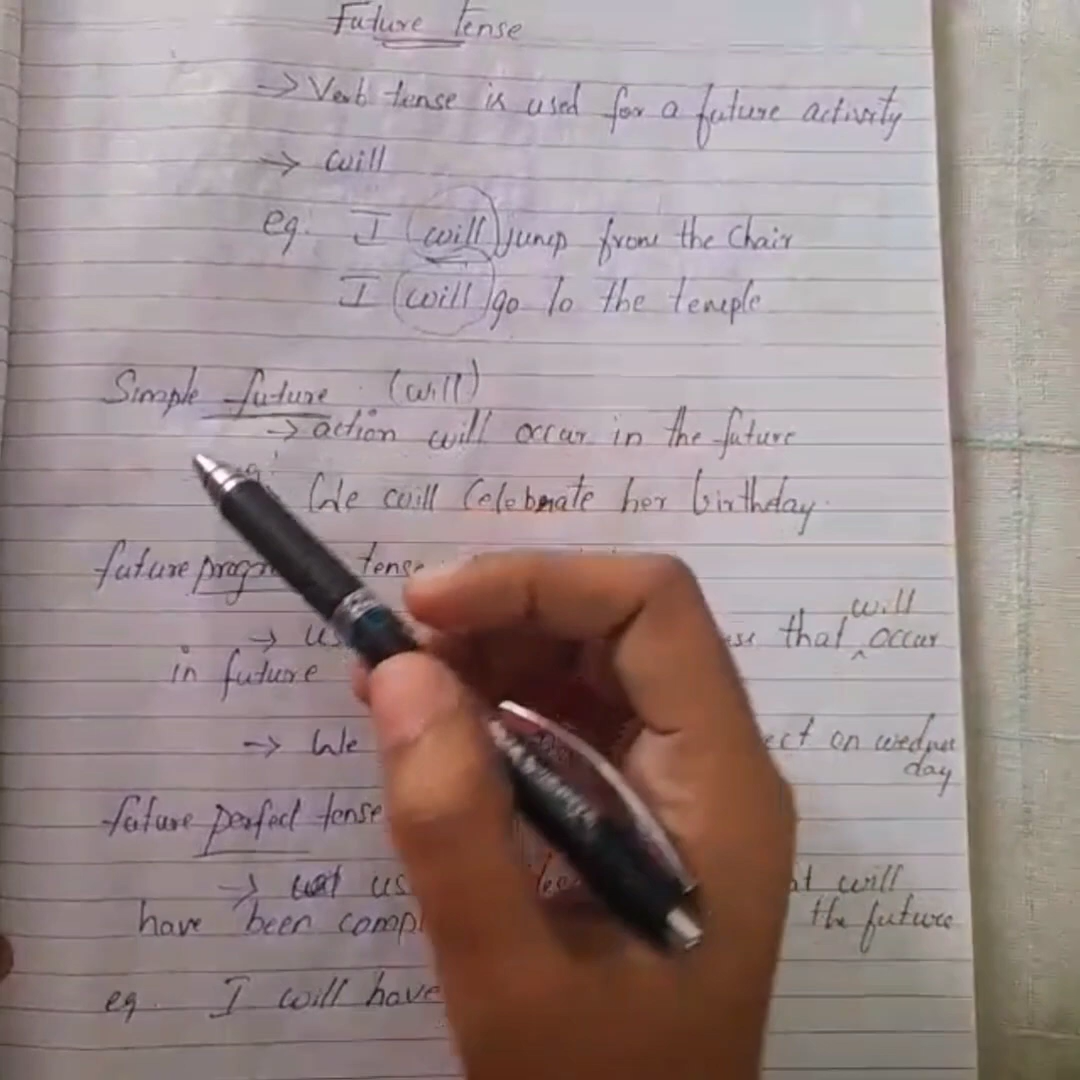 Future Tense
→ Verb tense is used for a future activity
→ will
eg. I will jump from the chair
I will go to the temple
Simple future (will)
→ action will occur in the future
eg: We will Celebrate her birthday.
future tense
will
→ that ^ occur
in future
→ We on wednes
day
future perfect tense
→ will
have been the future
eg. I will have